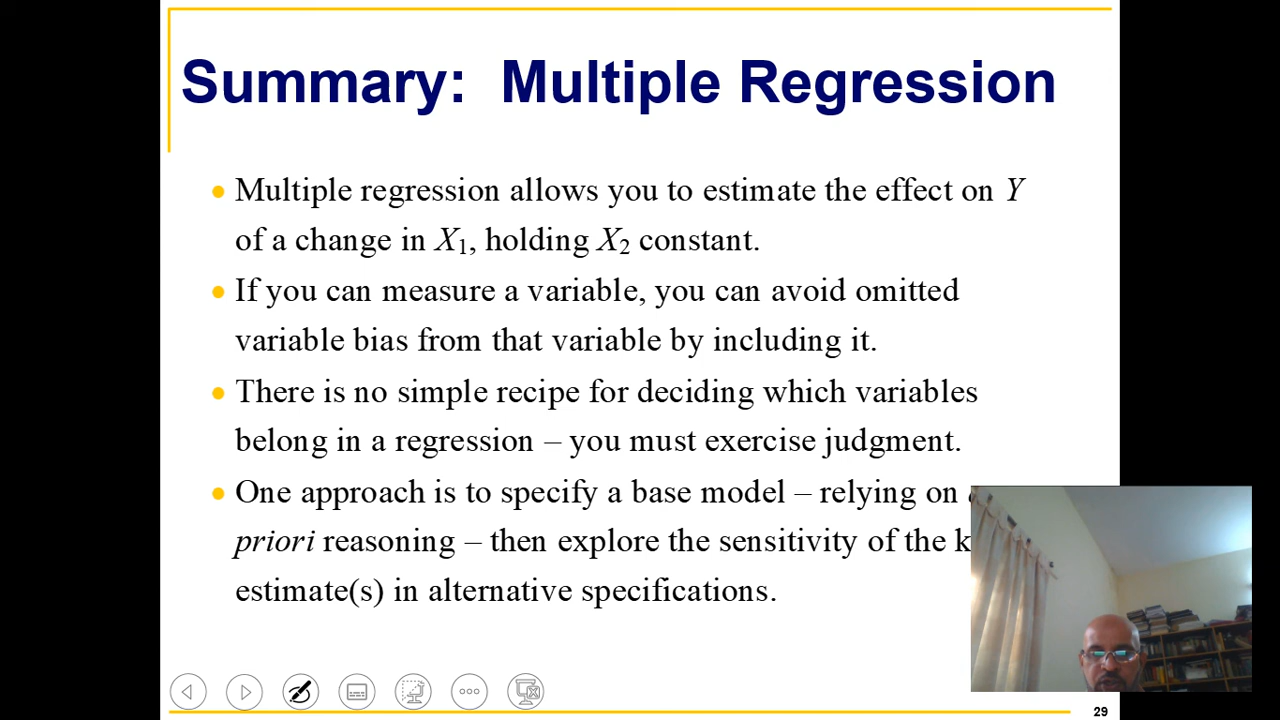 Summary: Multiple Regression
Multiple regression allows you to estimate the effect on Y
of a change in X1, holding X2 constant.
If you can measure a variable, you can avoid omitted
variable bias from that variable by including it.
There is no simple recipe for deciding which variables
belong in a regression – you must exercise judgment.
One approach is to specify a base model – relying on
priori reasoning – then explore the sensitivity of the
estimate(s) in alternative specifications.
29